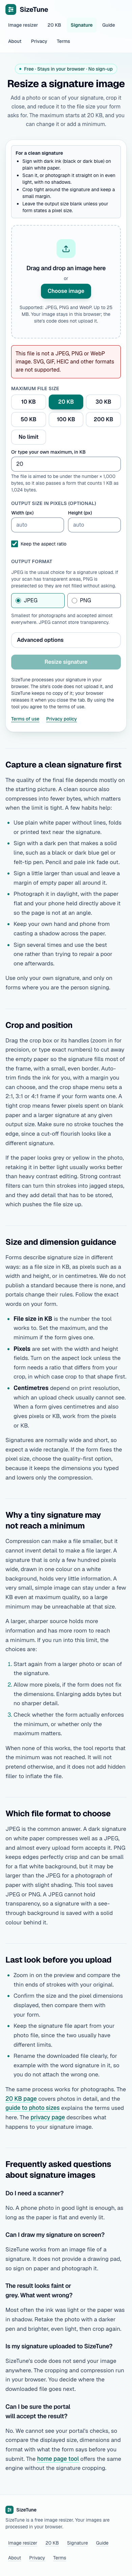 SizeTune
Image resizer 20 KB Signature Guide
About Privacy Terms
Free · Stays in your browser · No sign-up
Resize a signature image
Add a photo or scan of your signature,
crop it, and reduce it to the file size your
form asks for. The maximum starts at 20 KB, and you
can change it or add a minimum.
For a clean signature
Sign with dark ink (black or dark blue) on
plain white paper.
Scan it, or photograph it straight on in even
light, with no shadows.
Crop tight around the signature and keep a
small margin.
Leave the output size blank unless your
form states a pixel size.
Drag and drop an image here
or
Choose image
Supported: JPEG, PNG and WebP. Up to 25
MB. Your image stays in this browser; the
site's code does not upload it.
This file is not a JPEG, PNG or WebP
image. SVG, GIF, HEIC and other formats
are not supported.
MAXIMUM FILE SIZE
10 KB 20 KB 30 KB
50 KB 100 KB 200 KB
No limit
Or type your own maximum, in KB
20
The file is aimed to be under the number × 1,000
bytes, so it also passes a form that counts 1 KB as
1,024 bytes.
OUTPUT SIZE IN PIXELS (OPTIONAL)
Width (px) Height (px)
auto auto
Keep the aspect ratio
OUTPUT FORMAT
JPEG is the usual choice for a signature upload. If
your scan has transparent areas, PNG is
preserved so they are not filled without asking.
JPEG PNG
Smallest for photographs and accepted almost
everywhere. JPEG cannot store transparency.
Advanced options
Resize signature
SizeTune processes your signature in your
browser. The site's code does not upload it, and
SizeTune keeps no copy of it; your browser
releases it when you close the tab. By using the
tool you agree to the terms of use.
Terms of use Privacy policy
Capture a clean signature first
The quality of the final file depends mostly on
the starting picture. A clean source also
compresses into fewer bytes, which matters
when the limit is tight. A few habits help:
Use plain white paper without lines, folds
or printed text near the signature.
Sign with a dark pen that makes a solid
line, such as a black or dark blue gel or
felt-tip pen. Pencil and pale ink fade out.
Sign a little larger than usual and leave a
margin of empty paper all around it.
Photograph it in daylight, with the paper
flat and your phone held directly above it
so the page is not at an angle.
Keep your own hand and phone from
casting a shadow across the paper.
Sign several times and use the best
one rather than trying to repair a poor
one afterwards.
Use only your own signature, and only on
forms where you are the person signing.
Crop and position
Drag the crop box or its handles (zoom in for
precision, or type exact numbers) to cut away
the empty paper so the signature fills most of
the frame, with a small, even border. Auto-
trim finds the ink for you, with a margin you
can choose, and the crop shape menu has
2:1, 3:1 or 4:1 frame if your form wants one. A
tight crop means fewer pixels spent on blank
paper and more on the strokes, at any given
output size. Make sure no stroke touches the
edge, since a cut-off flourish looks like a
different signature.
If the paper looks grey or yellow in the photo,
retaking it in better light usually works better
than heavy contrast editing. Strong contrast
filters can turn thin strokes into jagged steps,
and they add detail that has to be stored,
which pushes the file size up.
Size and dimension guidance
Forms describe signature size in different
ways: as a file size in KB, as pixels such as a
width and height, or in centimetres. We do not
publish a standard because there is none, and
portals change their rules. Follow the exact
words on your form.
File size in KB is the number the tool
works to. Set the maximum, and the
minimum if the form gives one.
Pixels are set with the width and height
fields. Turn on the aspect lock unless the
form needs a ratio that differs from your
crop, in which case crop to that shape first.
Centimetres depend on print resolution,
which an upload check usually cannot see.
When a form gives centimetres and also
gives pixels or KB, work from the pixels
or KB.
Signatures are normally wide and short, so
expect a wide rectangle. If the form fixes the
pixel size, choose the quality-first option,
because it keeps the dimensions you typed
and lowers only the compression.
Why a tiny signature may
not reach a minimum
Compression can make a file smaller, but it
cannot invent detail to make a file larger. A
signature that is only a few hundred pixels
wide, drawn in one colour on a white
background, holds very little information. A
very small, simple image can end under a few
KB even at maximum quality, so a large
minimum may be unreachable at that size.
A larger, sharper source holds more
information and has more room to reach a
minimum. If you run into this limit, the
choices are:
1. Start again from a larger photo or scan of
the signature.
2. Allow more pixels, if the form does not fix
the dimensions. Enlarging adds bytes but
no sharper detail.
3. Check whether the form actually enforces
the minimum, or whether only the
maximum matters.
When none of this works, the tool reports that
the minimum was not reached. It will not
pretend otherwise, and it does not add hidden
filler to inflate the file.
Which file format to choose
JPEG is the common answer. A dark signature
on white paper compresses well as a JPEG,
and almost every upload form accepts it. PNG
keeps edges perfectly crisp and can be small
for a flat white background, but it may be
larger than the JPEG for a photograph of
paper with slight shading. This tool can save
JPEG or PNG. A JPEG cannot hold
transparency, so a signature with a see-
through background is saved with a solid
colour behind it.
Last look before you upload
Zoom in on the preview and compare the
thin ends of strokes with your original.
Confirm the size and the pixel dimensions
displayed, then compare them with
your form.
Keep the signature file apart from your
photo file, since the two usually have
different limits.
Rename the downloaded file clearly, for
example with the word signature in it, so
you do not attach the wrong one.
The same approach works for photographs. The
20 KB page covers photos in detail, and the
guide to photo sizes explains the terms used
here. The privacy page describes what
happens to your signature image.
Frequently asked questions
about signature images
Do I need a scanner?
No. A phone photo in good light is enough, as
long as the paper is flat and evenly lit.
Can I draw my signature on screen?
SizeTune works from an image file of a
signature. It does not provide a drawing pad,
so sign on paper and photograph it.
The result looks faint or
grey. What went wrong?
Most often the ink was light or the paper was
in shadow. Retake the photo with a darker
pen and brighter, even light, then crop again.
Is my signature uploaded to SizeTune?
SizeTune's code does not send your image
anywhere. The cropping and compression run
in your browser. You decide where the
downloaded file goes next.
Can I be sure the portal
will accept the result?
No. We cannot see your portal's checks, so
compare the displayed size, dimensions and
format with what the form says before you
submit. The home page tool offers the same
engine without the signature cropping.
SizeTune
SizeTune is a free image resizer. Your images are
processed in your browser.
Image resizer 20 KB Signature Guide
About Privacy Terms